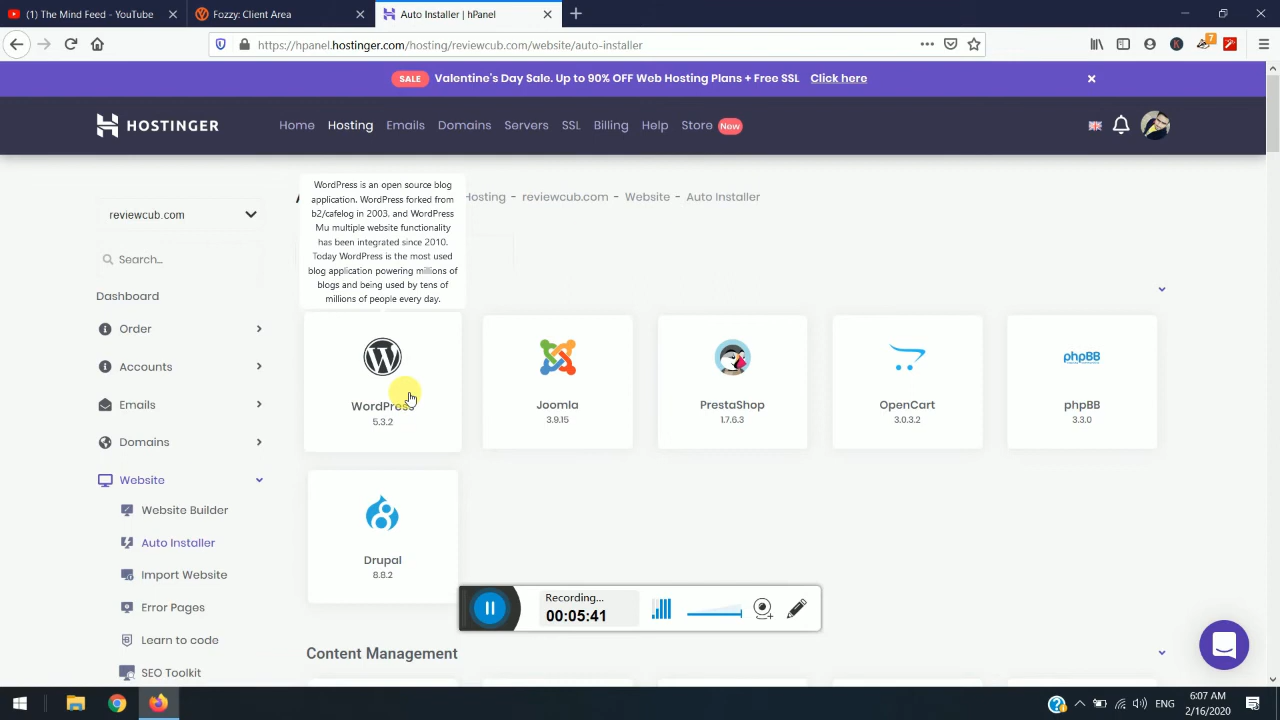 (1) The Mind Feed - YouTube
Fozzy: Client Area
Auto Installer | hPanel
https://hpanel.hostinger.com/hosting/reviewcub.com/website/auto-installer
7
SALE Valentine's Day Sale. Up to 90% OFF Web Hosting Plans + Free SSL Click here
HOSTINGER
Home Hosting Emails Domains Servers SSL Billing Help Store Now
WordPress is an open source blog
application. WordPress forked from
b2/cafelog in 2003, and WordPress
Mu multiple website functionality
has been integrated since 2010.
Today WordPress is the most used
blog application powering millions of
blogs and being used by tens of
millions of people every day.
Hosting - reviewcub.com - Website - Auto Installer
reviewcub.com
Search...
Dashboard
Order
Accounts
Emails
Domains
Website
Website Builder
Auto Installer
Import Website
Error Pages
Learn to code
SEO Toolkit
WordPress
5.3.2
Joomla
3.9.15
PrestaShop
1.7.6.3
OpenCart
3.0.3.2
phpBB
phpBB
3.3.0
Drupal
8.8.2
Recording...
00:05:41
Content Management
ENG
6:07 AM
2/16/2020